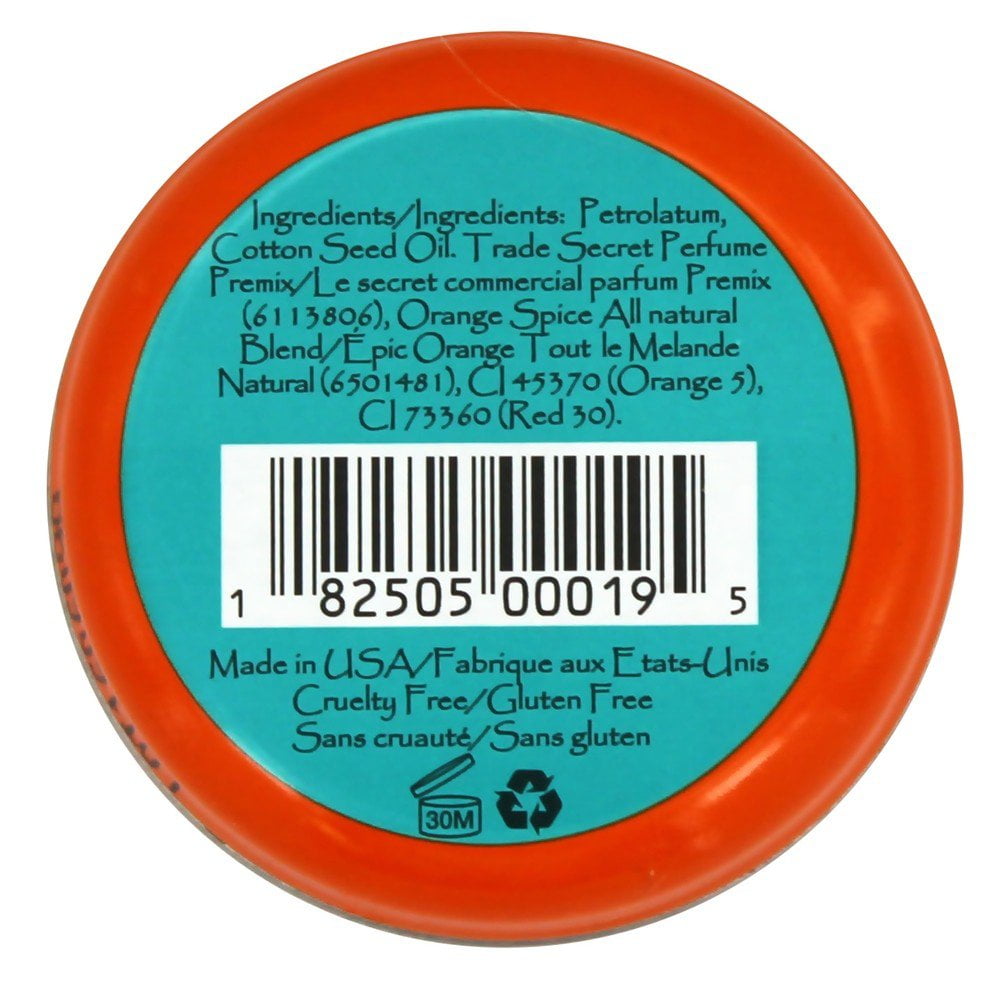 Ingredients/Ingredients: Petrolatum,
Cotton Seed Oil. Trade Secret Perfume
Premix/Le secret commercial parfum Premix
(6113806), Orange Spice All natural
Blend/Épic Orange Tout le Melande
Natural (6501481), CI 45370 (Orange 5),
CI 73360 (Red 30).
1 82505 00019 5
Made in USA/Fabrique aux Etats-Unis
Cruelty Free/Gluten Free
Sans cruauté/Sans gluten
30M